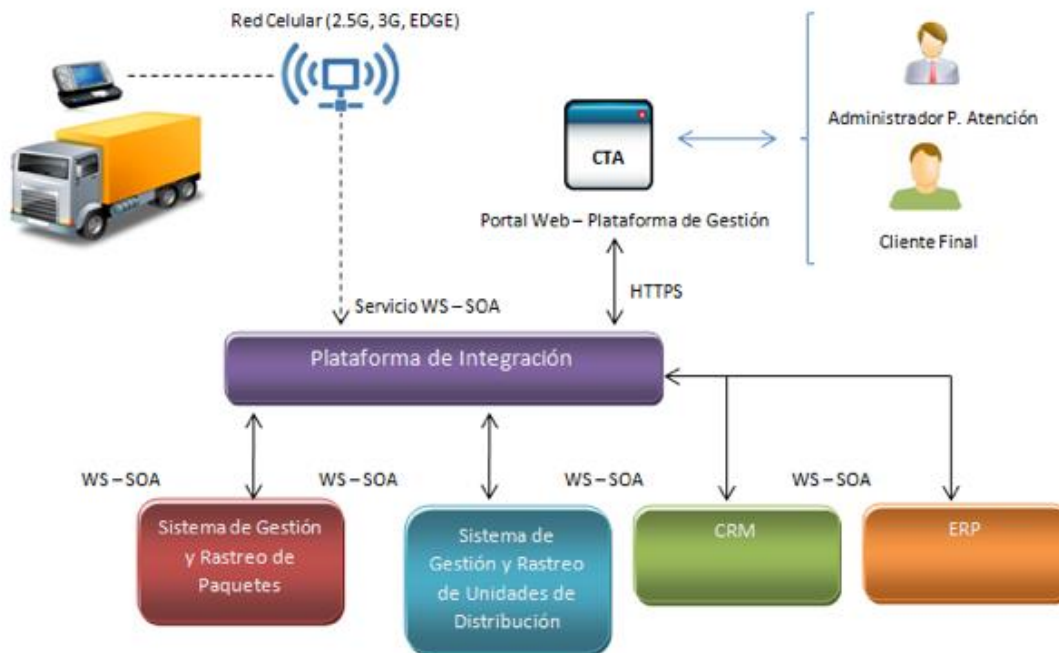 Red Celular (2.5G, 3G, EDGE)
CTA
Administrador P. Atención
Portal Web – Plataforma de Gestión
Cliente Final
HTTPS
Servicio WS – SOA
Plataforma de Integración
WS – SOA
WS – SOA
WS – SOA
WS – SOA
Sistema de Gestión
y Rastreo de
Paquetes
Sistema de
Gestión y Rastreo
de Unidades de
Distribución
CRM
ERP